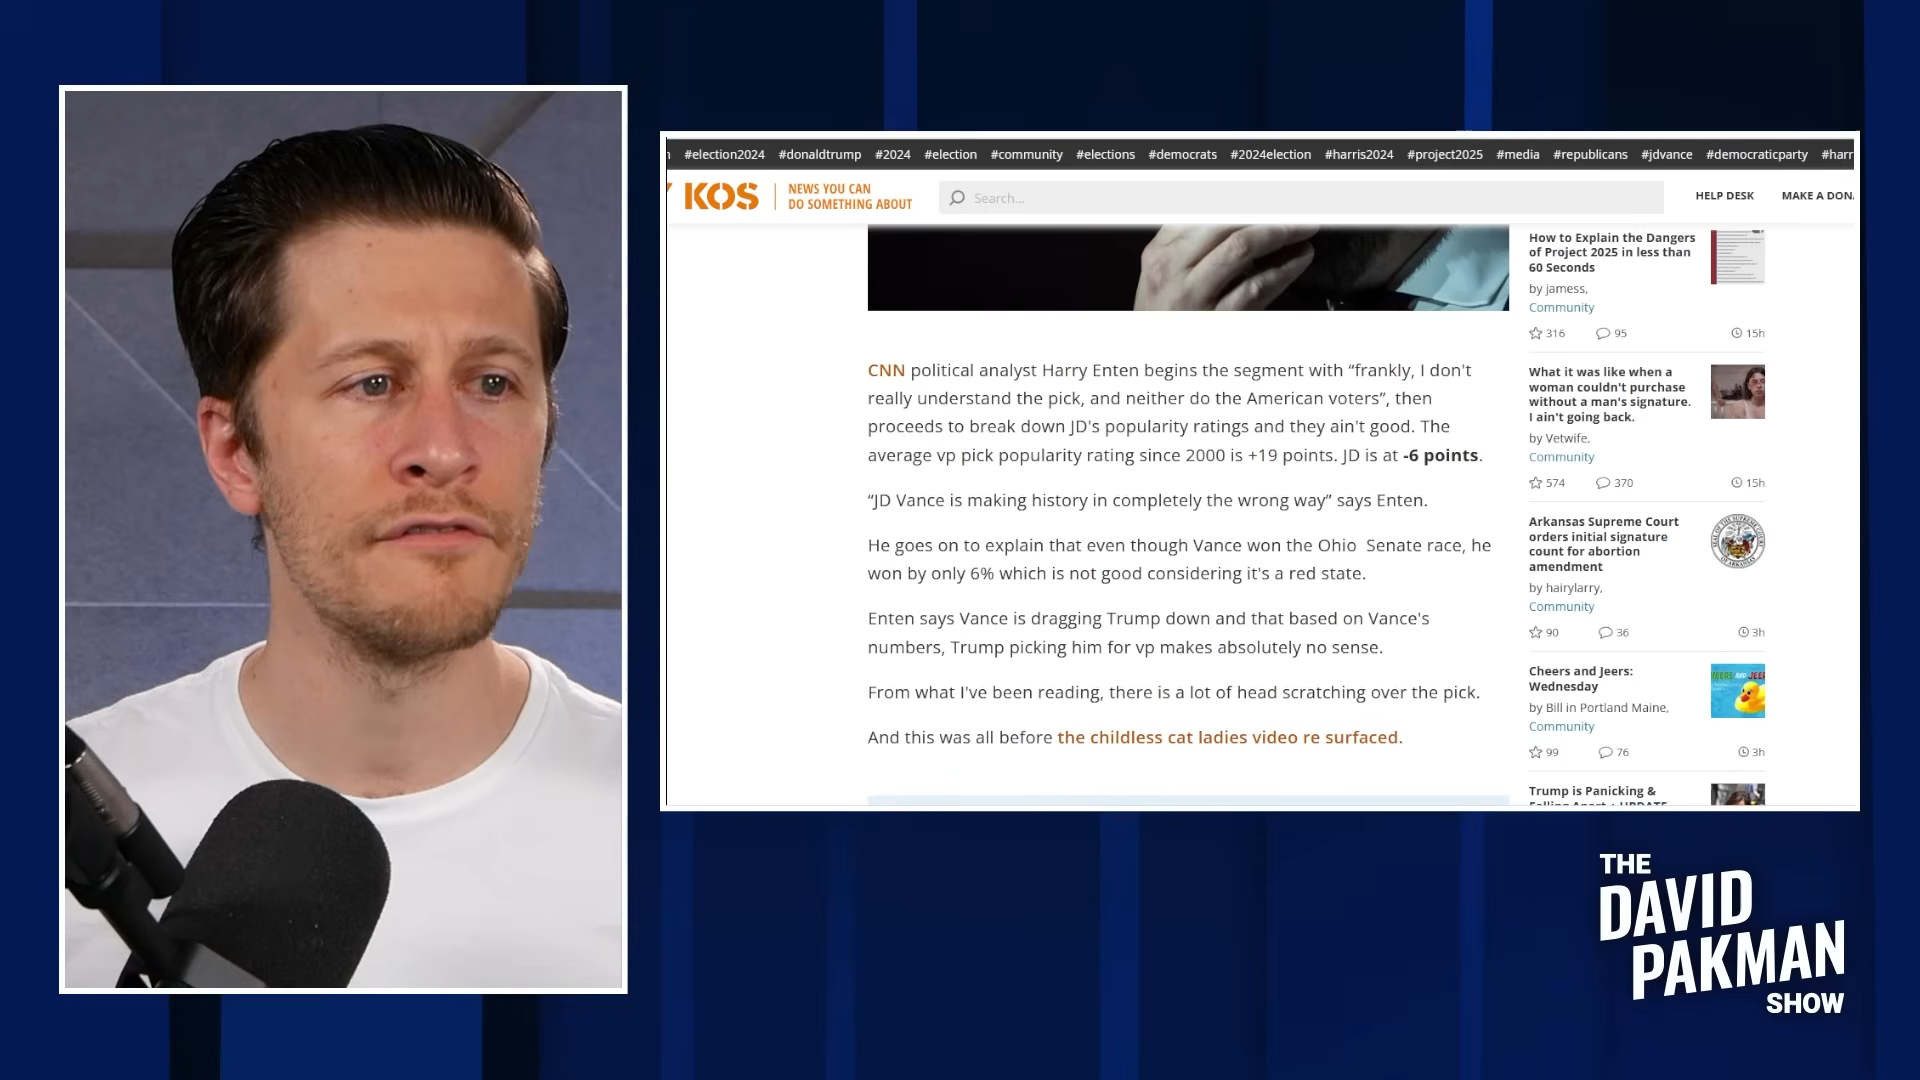 #election2024 #donaldtrump #2024 #election #community #elections #democrats #2024election #harris2024 #project2025 #media #republicans #jdvance #democraticparty #harr
KOS
NEWS YOU CAN
DO SOMETHING ABOUT
Search...
HELP DESK
MAKE A DON
CNN political analyst Harry Enten begins the segment with “frankly, I don't
really understand the pick, and neither do the American voters”, then
proceeds to break down JD's popularity ratings and they ain't good. The
average vp pick popularity rating since 2000 is +19 points. JD is at -6 points.
“JD Vance is making history in completely the wrong way” says Enten.
He goes on to explain that even though Vance won the Ohio  Senate race, he
won by only 6% which is not good considering it's a red state.
Enten says Vance is dragging Trump down and that based on Vance's
numbers, Trump picking him for vp makes absolutely no sense.
From what I've been reading, there is a lot of head scratching over the pick.
And this was all before the childless cat ladies video re surfaced.
How to Explain the Dangers
of Project 2025 in less than
60 Seconds
by jamess,
Community
316 95 15h
What it was like when a
woman couldn't purchase
without a man's signature.
I ain't going back.
by Vetwife,
Community
574 370 15h
Arkansas Supreme Court
orders initial signature
count for abortion
amendment
by hairylarry,
Community
90 36 3h
Cheers and Jeers:
Wednesday
by Bill in Portland Maine,
Community
99 76 3h
Trump is Panicking &
THE
DAVID
PAKMAN
SHOW